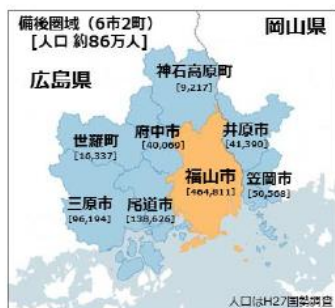 備後圏域（6市2町）
[人口 約86万人]
岡山県
広島県
神石高原町
[9,217]
世羅町
[16,337]
府中市
[40,069]
井原市
[41,390]
福山市
[464,811]
笠岡市
[50,568]
三原市
[96,194]
尾道市
[138,626]
人口はH27国勢調査